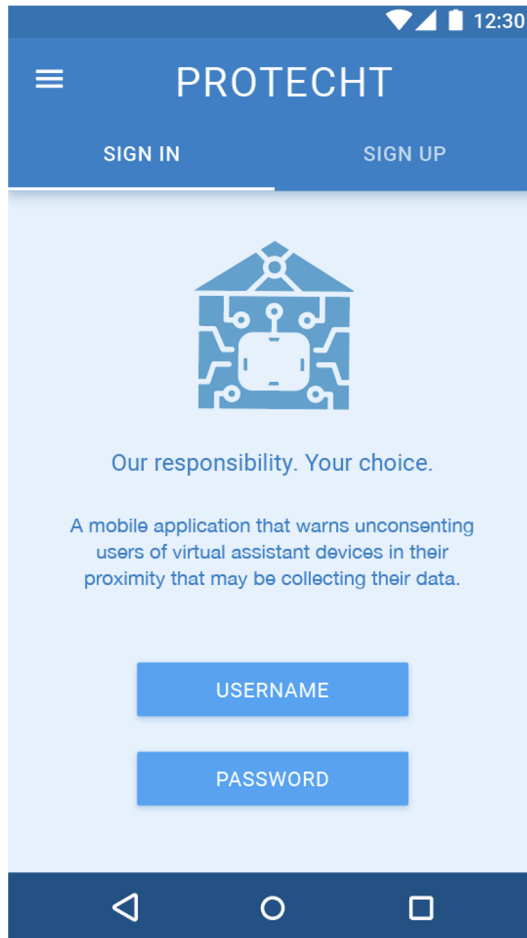 12:30
PROTECHT
SIGN IN
SIGN UP
Our responsibility. Your choice.
A mobile application that warns unconsenting
users of virtual assistant devices in their
proximity that may be collecting their data.
USERNAME
PASSWORD